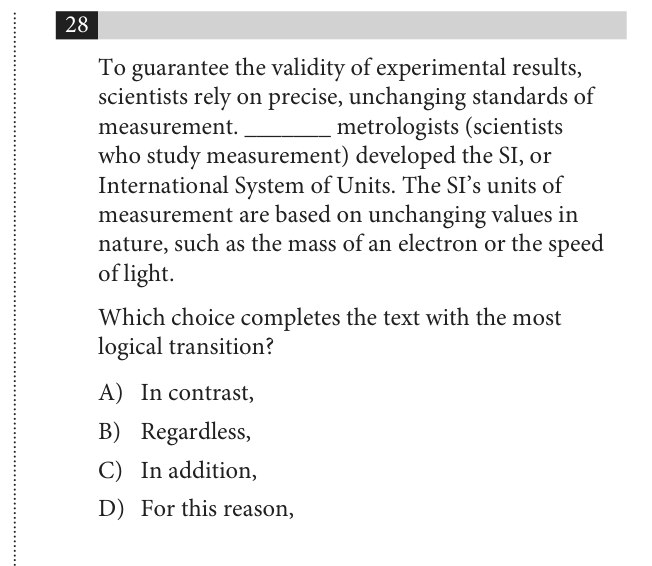 28
To guarantee the validity of experimental results,
scientists rely on precise, unchanging standards of
measurement. _______ metrologists (scientists
who study measurement) developed the SI, or
International System of Units. The SI’s units of
measurement are based on unchanging values in
nature, such as the mass of an electron or the speed
of light.
Which choice completes the text with the most
logical transition?
A) In contrast,
B) Regardless,
C) In addition,
D) For this reason,